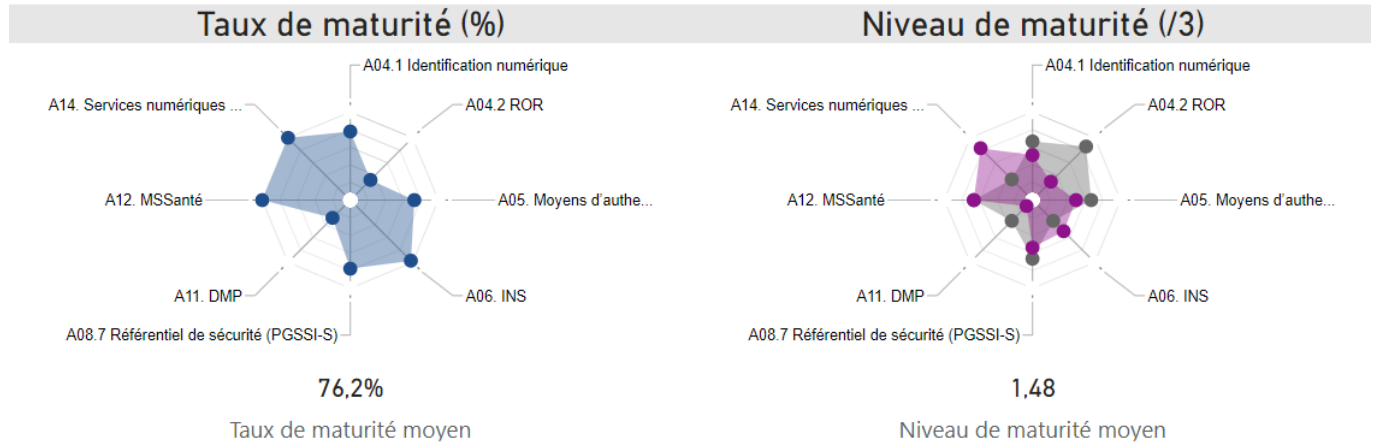 Taux de maturité (%)
A04.1 Identification numérique
A14. Services numériques ...
A04.2 ROR
A12. MSSanté
A05. Moyens d'authe...
A11. DMP
A06. INS
A08.7 Référentiel de sécurité (PGSSI-S)
76,2%
Taux de maturité moyen
Niveau de maturité (/3)
A04.1 Identification numérique
A14. Services numériques ...
A04.2 ROR
A12. MSSanté
A05. Moyens d'authe...
A11. DMP
A06. INS
A08.7 Référentiel de sécurité (PGSSI-S)
1,48
Niveau de maturité moyen